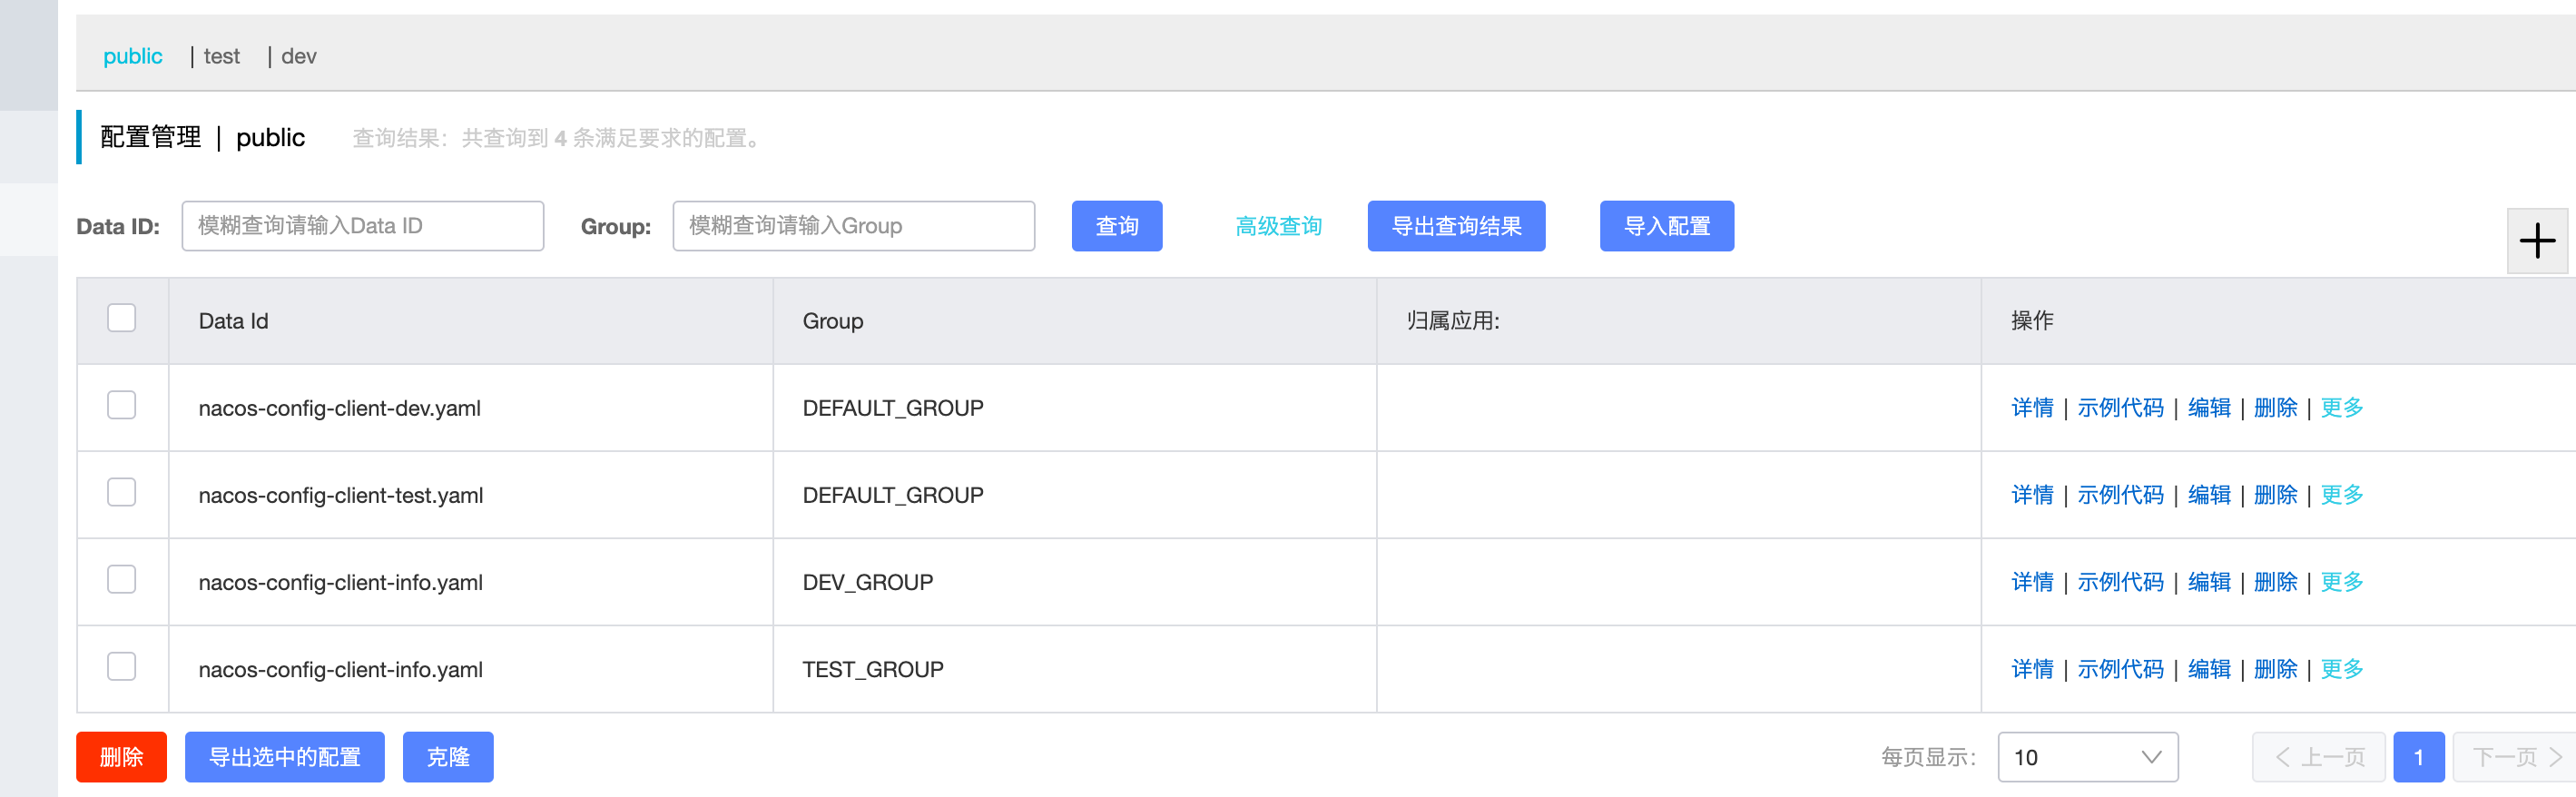 public | test | dev
配置管理 | public 查询结果：共查询到 4 条满足要求的配置。
Data ID: 模糊查询请输入Data ID Group: 模糊查询请输入Group 查询 高级查询 导出查询结果 导入配置
Data Id Group 归属应用: 操作
nacos-config-client-dev.yaml DEFAULT_GROUP 详情 | 示例代码 | 编辑 | 删除 | 更多
nacos-config-client-test.yaml DEFAULT_GROUP 详情 | 示例代码 | 编辑 | 删除 | 更多
nacos-config-client-info.yaml DEV_GROUP 详情 | 示例代码 | 编辑 | 删除 | 更多
nacos-config-client-info.yaml TEST_GROUP 详情 | 示例代码 | 编辑 | 删除 | 更多
删除 导出选中的配置 克隆 每页显示： 10 上一页 1 下一页